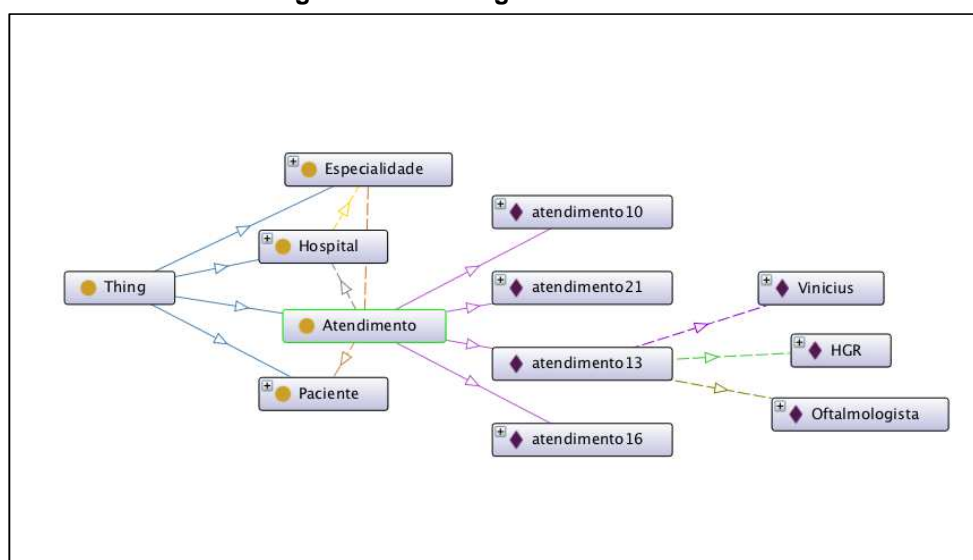 Especialidade
atendimento10
Hospital
Thing
atendimento21
Vinicius
Atendimento
HGR
atendimento13
Paciente
Oftalmologista
atendimento16